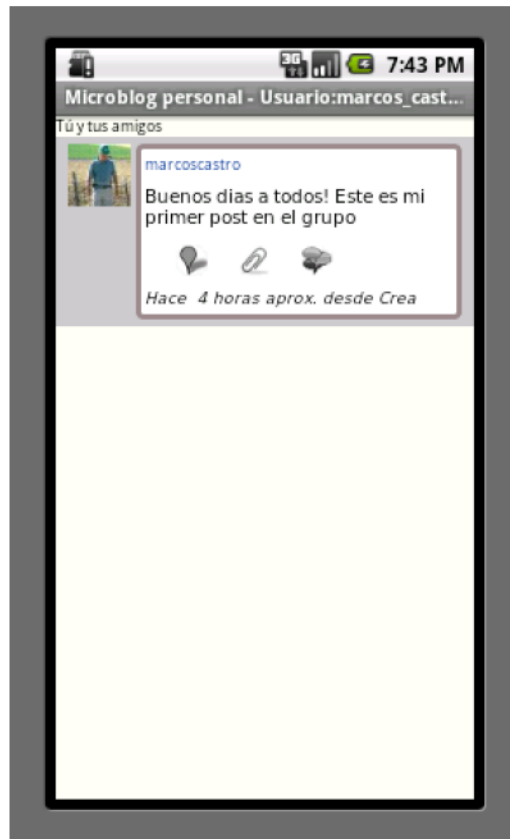 3G
7:43 PM
Microblog personal - Usuario:marcos_cast...
Tú y tus amigos
marcoscastro
Buenos dias a todos! Este es mi
primer post en el grupo
Hace 4 horas aprox. desde Crea